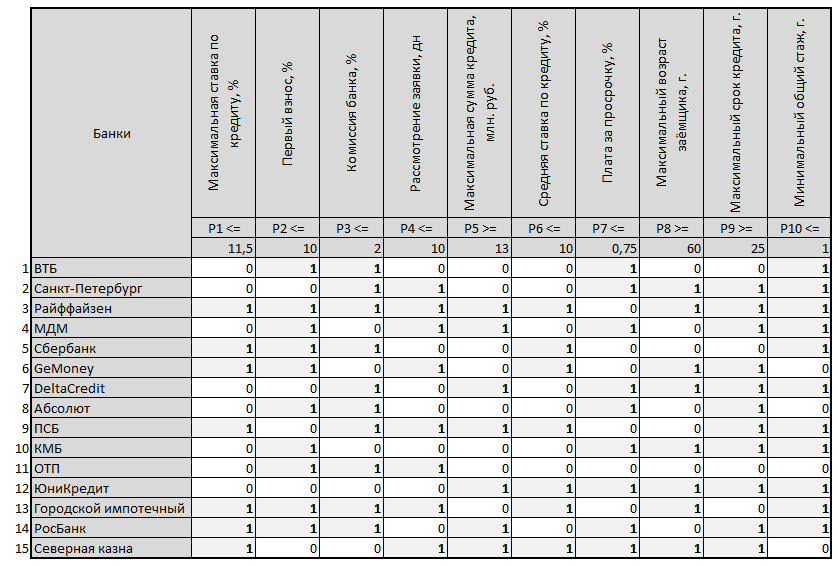 Банки
Максимальная ставка по
кредиту, %
Первый взнос, %
Комиссия банка, %
Рассмотрение заявки, дн
Максимальная сумма кредита,
млн. руб.
Средняя ставка по кредиту, %
Плата за просрочку, %
Максимальный возраст
заёмщика, г.
Максимальный срок кредита, г.
Минимальный общий стаж, г.
P1 <= P2 <= P3 <= P4 <= P5 >= P6 <= P7 <= P8 >= P9 >= P10 <=
11,5 10 2 10 13 10 0,75 60 25 1
1 ВТБ 0 1 1 0 0 0 1 0 0 1
2 Санкт-Петербург 0 0 1 1 0 0 1 1 1 1
3 Райффайзен 1 1 1 1 1 1 0 1 1 1
4 МДМ 0 1 0 1 1 0 1 0 1 1
5 Сбербанк 1 1 1 0 0 1 0 0 0 1
6 GeMoney 1 1 0 1 0 1 0 1 1 0
7 DeltaCredit 0 0 1 0 1 0 1 1 1 1
8 Абсолют 0 1 1 0 0 0 1 0 1 0
9 ПСБ 1 0 1 1 1 1 0 0 1 0
10 КМБ 0 1 0 0 0 0 1 1 1 1
11 ОТП 0 1 1 1 0 0 0 0 0 0
12 ЮниКредит 0 0 0 0 1 1 1 1 1 1
13 Городской импотечный 1 1 1 1 0 1 0 1 0 1
14 РосБанк 1 1 1 0 1 0 1 0 1 1
15 Северная казна 1 0 0 1 1 1 1 1 1 0